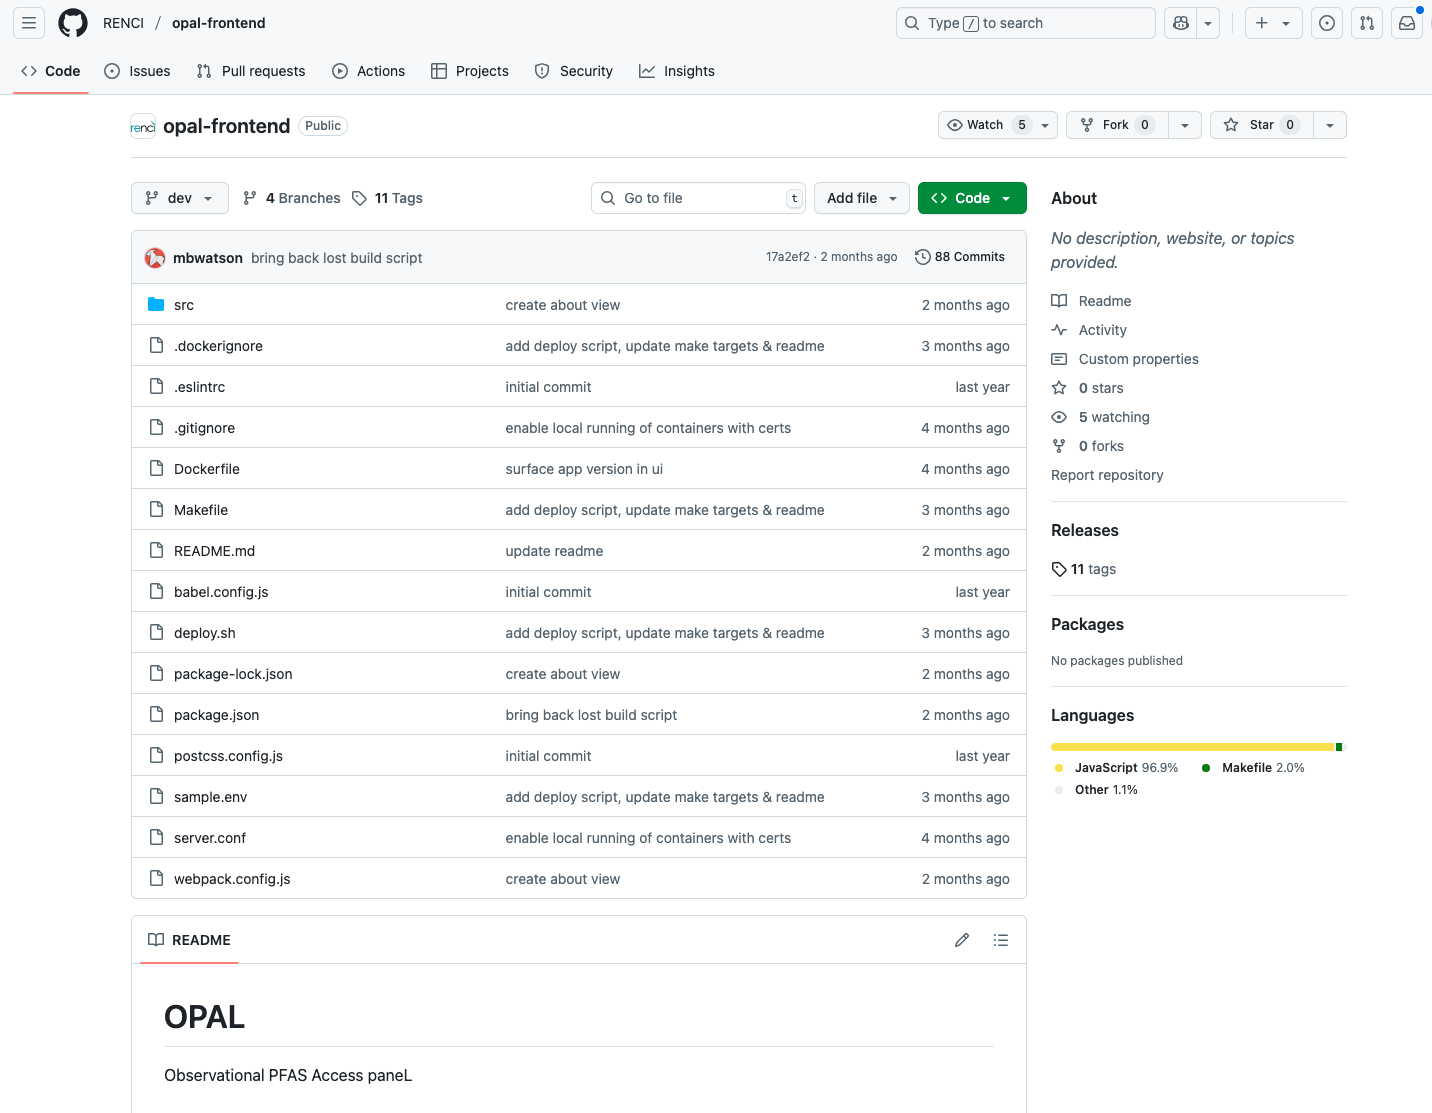 RENCI / opal-frontend
Type / to search
Code Issues Pull requests Actions Projects Security Insights
renci opal-frontend Public
Watch 5 Fork 0 Star 0
dev 4 Branches 11 Tags Go to file t Add file Code
mbwatson bring back lost build script 17a2ef2 · 2 months ago 88 Commits
src create about view 2 months ago
.dockerignore add deploy script, update make targets & readme 3 months ago
.eslintrc initial commit last year
.gitignore enable local running of containers with certs 4 months ago
Dockerfile surface app version in ui 4 months ago
Makefile add deploy script, update make targets & readme 3 months ago
README.md update readme 2 months ago
babel.config.js initial commit last year
deploy.sh add deploy script, update make targets & readme 3 months ago
package-lock.json create about view 2 months ago
package.json bring back lost build script 2 months ago
postcss.config.js initial commit last year
sample.env add deploy script, update make targets & readme 3 months ago
server.conf enable local running of containers with certs 4 months ago
webpack.config.js create about view 2 months ago
README
OPAL
Observational PFAS Access paneL
About
No description, website, or topics
provided.
Readme
Activity
Custom properties
0 stars
5 watching
0 forks
Report repository
Releases
11 tags
Packages
No packages published
Languages
JavaScript 96.9% Makefile 2.0%
Other 1.1%